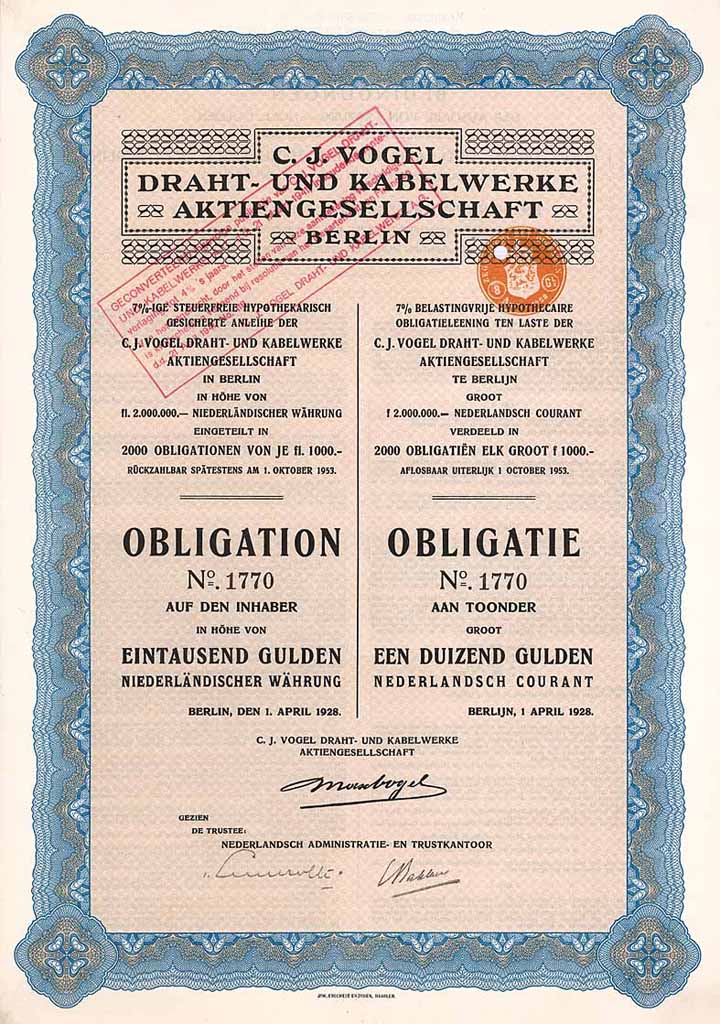 C. J. VOGEL
DRAHT- UND KABELWERKE
AKTIENGESELLSCHAFT
BERLIN
7%-IGE STEUERFREIE HYPOTHEKARISCH
GESICHERTE ANLEIHE DER
C. J. VOGEL DRAHT- UND KABELWERKE
AKTIENGESELLSCHAFT
IN BERLIN
IN HÖHE VON
fl. 2.000.000.— NIEDERLÄNDISCHER WÄHRUNG
EINGETEILT IN
2000 OBLIGATIONEN VON JE fl. 1000.-
RÜCKZAHLBAR SPÄTESTENS AM 1. OKTOBER 1953.
OBLIGATION
No. 1770
AUF DEN INHABER
IN HÖHE VON
EINTAUSEND GULDEN
NIEDERLÄNDISCHER WÄHRUNG
BERLIN, DEN 1. APRIL 1928.
7% BELASTINGVRIJE HYPOTHECAIRE
OBLIGATIELEENING TEN LASTE DER
C. J. VOGEL DRAHT- UND KABELWERKE
AKTIENGESELLSCHAFT
TE BERLIJN
GROOT
f 2.000.000.— NEDERLANDSCH COURANT
VERDEELD IN
2000 OBLIGATIËN ELK GROOT f 1000.-
AFLOSBAAR UITERLIJK 1 OCTOBER 1953.
OBLIGATIE
No. 1770
AAN TOONDER
GROOT
EEN DUIZEND GULDEN
NEDERLANDSCH COURANT
BERLIJN, 1 APRIL 1928.
C. J. VOGEL DRAHT- UND KABELWERKE
AKTIENGESELLSCHAFT
GEZIEN
DE TRUSTEE:
NEDERLANDSCH ADMINISTRATIE- EN TRUSTKANTOOR
JOH. ENSCHEDÉ EN ZONEN, HAARLEM.